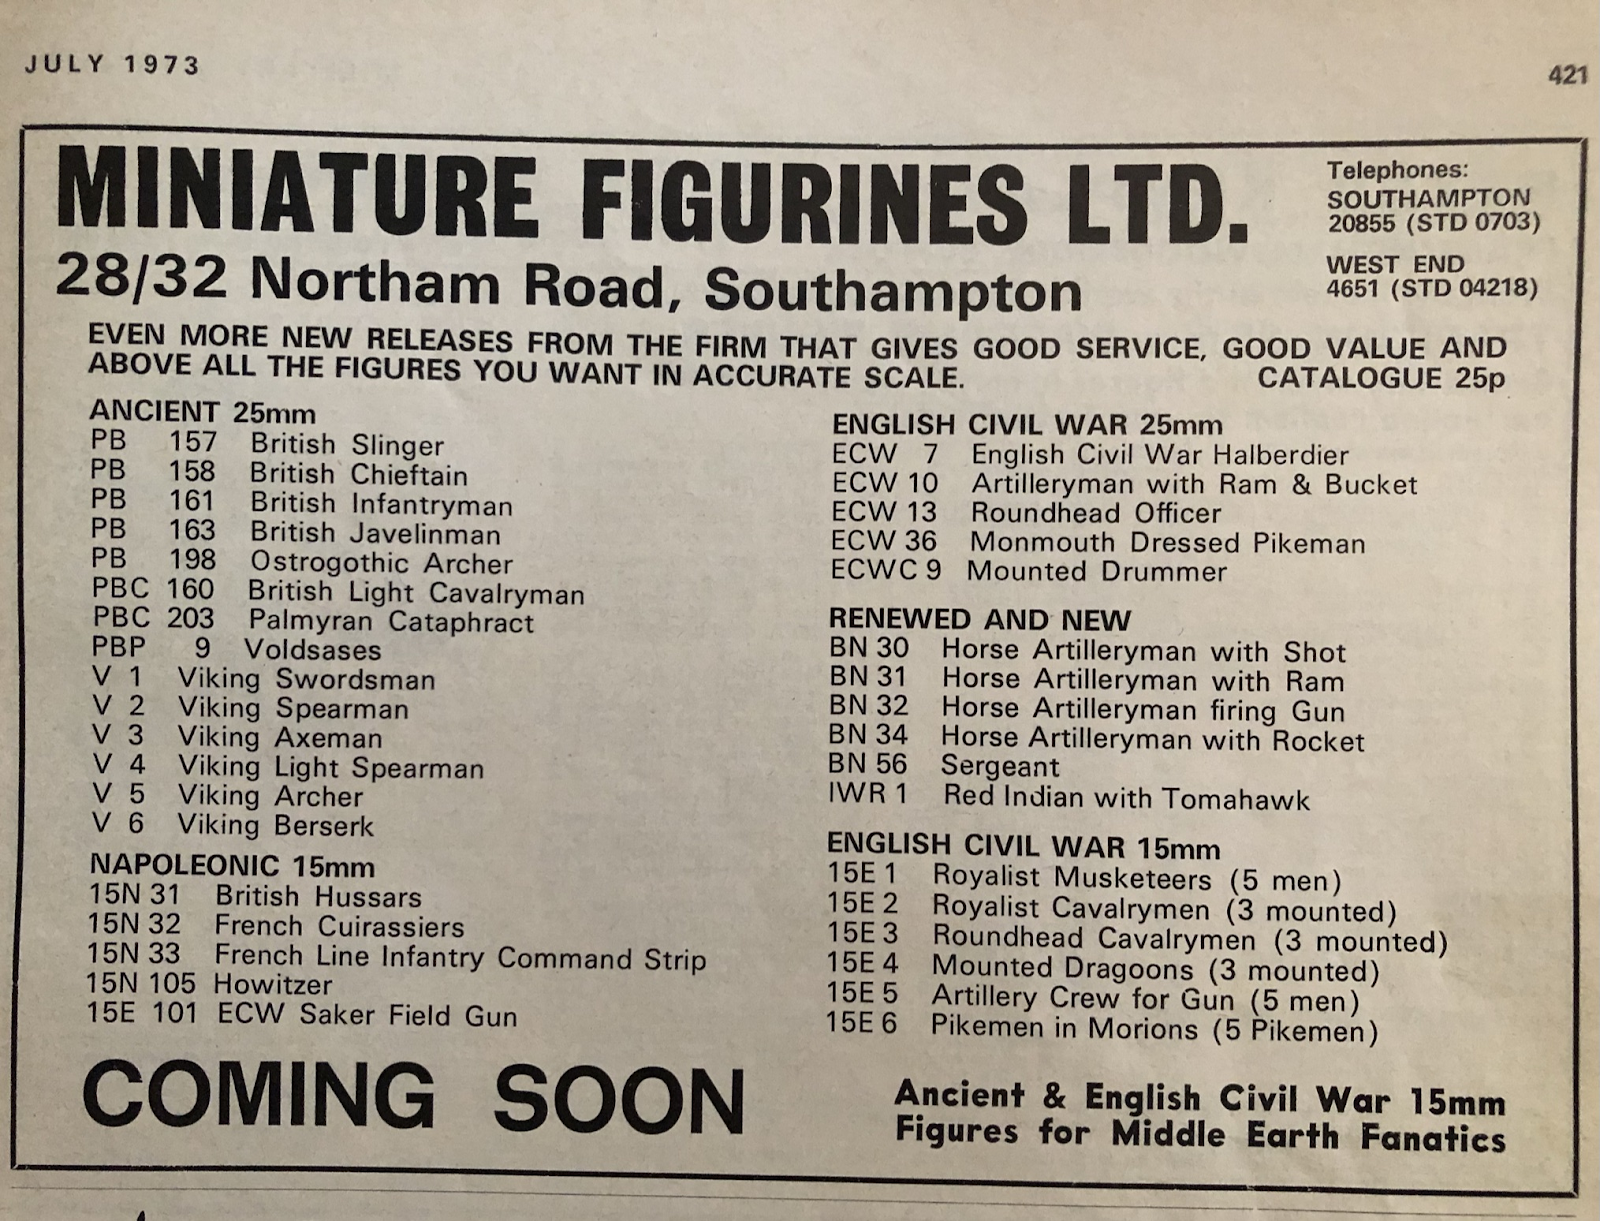 JULY 1973
421
MINIATURE FIGURINES LTD.
28/32 Northam Road, Southampton
Telephones:
SOUTHAMPTON
20855 (STD 0703)
WEST END
4651 (STD 04218)
EVEN MORE NEW RELEASES FROM THE FIRM THAT GIVES GOOD SERVICE, GOOD VALUE AND
ABOVE ALL THE FIGURES YOU WANT IN ACCURATE SCALE. CATALOGUE 25p
ANCIENT 25mm
PB 157 British Slinger
PB 158 British Chieftain
PB 161 British Infantryman
PB 163 British Javelinman
PB 198 Ostrogothic Archer
PBC 160 British Light Cavalryman
PBC 203 Palmyran Cataphract
PBP 9 Voldsases
V 1 Viking Swordsman
V 2 Viking Spearman
V 3 Viking Axeman
V 4 Viking Light Spearman
V 5 Viking Archer
V 6 Viking Berserk
NAPOLEONIC 15mm
15N 31 British Hussars
15N 32 French Cuirassiers
15N 33 French Line Infantry Command Strip
15N 105 Howitzer
15E 101 ECW Saker Field Gun
ENGLISH CIVIL WAR 25mm
ECW 7 English Civil War Halberdier
ECW 10 Artilleryman with Ram & Bucket
ECW 13 Roundhead Officer
ECW 36 Monmouth Dressed Pikeman
ECWC 9 Mounted Drummer
RENEWED AND NEW
BN 30 Horse Artilleryman with Shot
BN 31 Horse Artilleryman with Ram
BN 32 Horse Artilleryman firing Gun
BN 34 Horse Artilleryman with Rocket
BN 56 Sergeant
IWR 1 Red Indian with Tomahawk
ENGLISH CIVIL WAR 15mm
15E 1 Royalist Musketeers (5 men)
15E 2 Royalist Cavalrymen (3 mounted)
15E 3 Roundhead Cavalrymen (3 mounted)
15E 4 Mounted Dragoons (3 mounted)
15E 5 Artillery Crew for Gun (5 men)
15E 6 Pikemen in Morions (5 Pikemen)
COMING SOON
Ancient & English Civil War 15mm
Figures for Middle Earth Fanatics